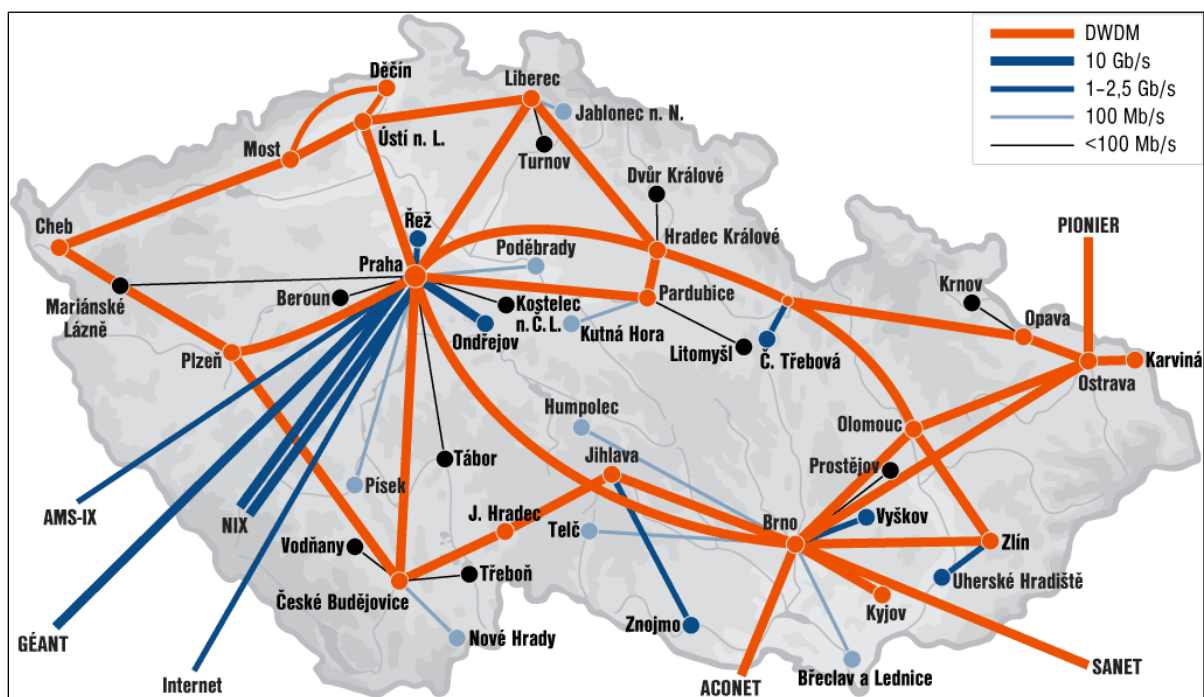 DWDM
10 Gb/s
1–2,5 Gb/s
100 Mb/s
<100 Mb/s
Děčín
Liberec
Jablonec n. N.
Ústí n. L.
Most
Turnov
Dvůr Králové
Cheb
Řež
Poděbrady
Hradec Králové
PIONIER
Praha
Mariánské
Lázně
Beroun
Kostelec
n.Č.L.
Pardubice
Krnov
Opava
Ondřejov
Kutná Hora
Litomyšl
Č. Třebová
Ostrava
Karviná
Plzeň
Humpolec
Olomouc
Jihlava
Prostějov
Tábor
Písek
AMS-IX
NIX
J. Hradec
Telč
Brno
Vyškov
Zlín
Vodňany
Třeboň
Uherské Hradiště
České Budějovice
Kyjov
Znojmo
Nové Hrady
GÉANT
Internet
ACONET
Břeclav a Lednice
SANET